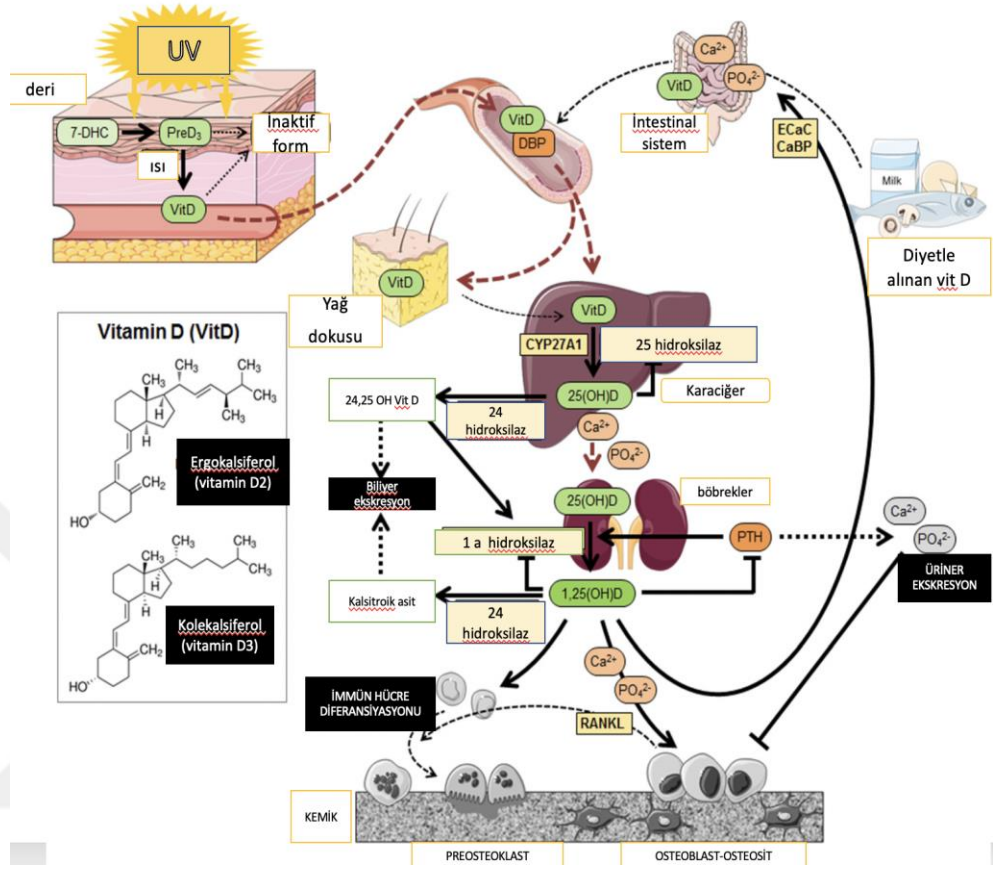 UV
deri
7-DHC
PreD₃
İnaktif
form
ISI
VitD
VitD
DBP
Ca²⁺
PO₄²⁻
VitD
İntestinal
sistem
ECaC
CaBP
Milk
Diyetle
alınan vit D
VitD
Yağ
dokusu
VitD
CYP27A1
25 hidroksilaz
25(OH)D
Karaciğer
24,25 OH Vit D
24
hidroksilaz
Ca²⁺
PO₄²⁻
Biliyer
ekskresyon
25(OH)D
böbrekler
1 a hidroksilaz
PTH
Ca²⁺
PO₄²⁻
ÜRİNER
EKSKRESYON
Kalsitroik asit
24
hidroksilaz
1,25(OH)D
Ca²⁺
PO₄²⁻
RANKL
İMMÜN HÜCRE
DİFERANSİYASYONU
KEMİK
PREOSTEOKLAST
OSTEOBLAST-OSTEOSİT
Vitamin D (VitD)
CH₃
CH₃
CH₃
CH₃
CH₃
H
H
CH₂
HO
Ergokalsiferol
(vitamin D2)
CH₃
CH₃
CH₃
CH₃
H
H
CH₂
HO
Kolekalsiferol
(vitamin D3)